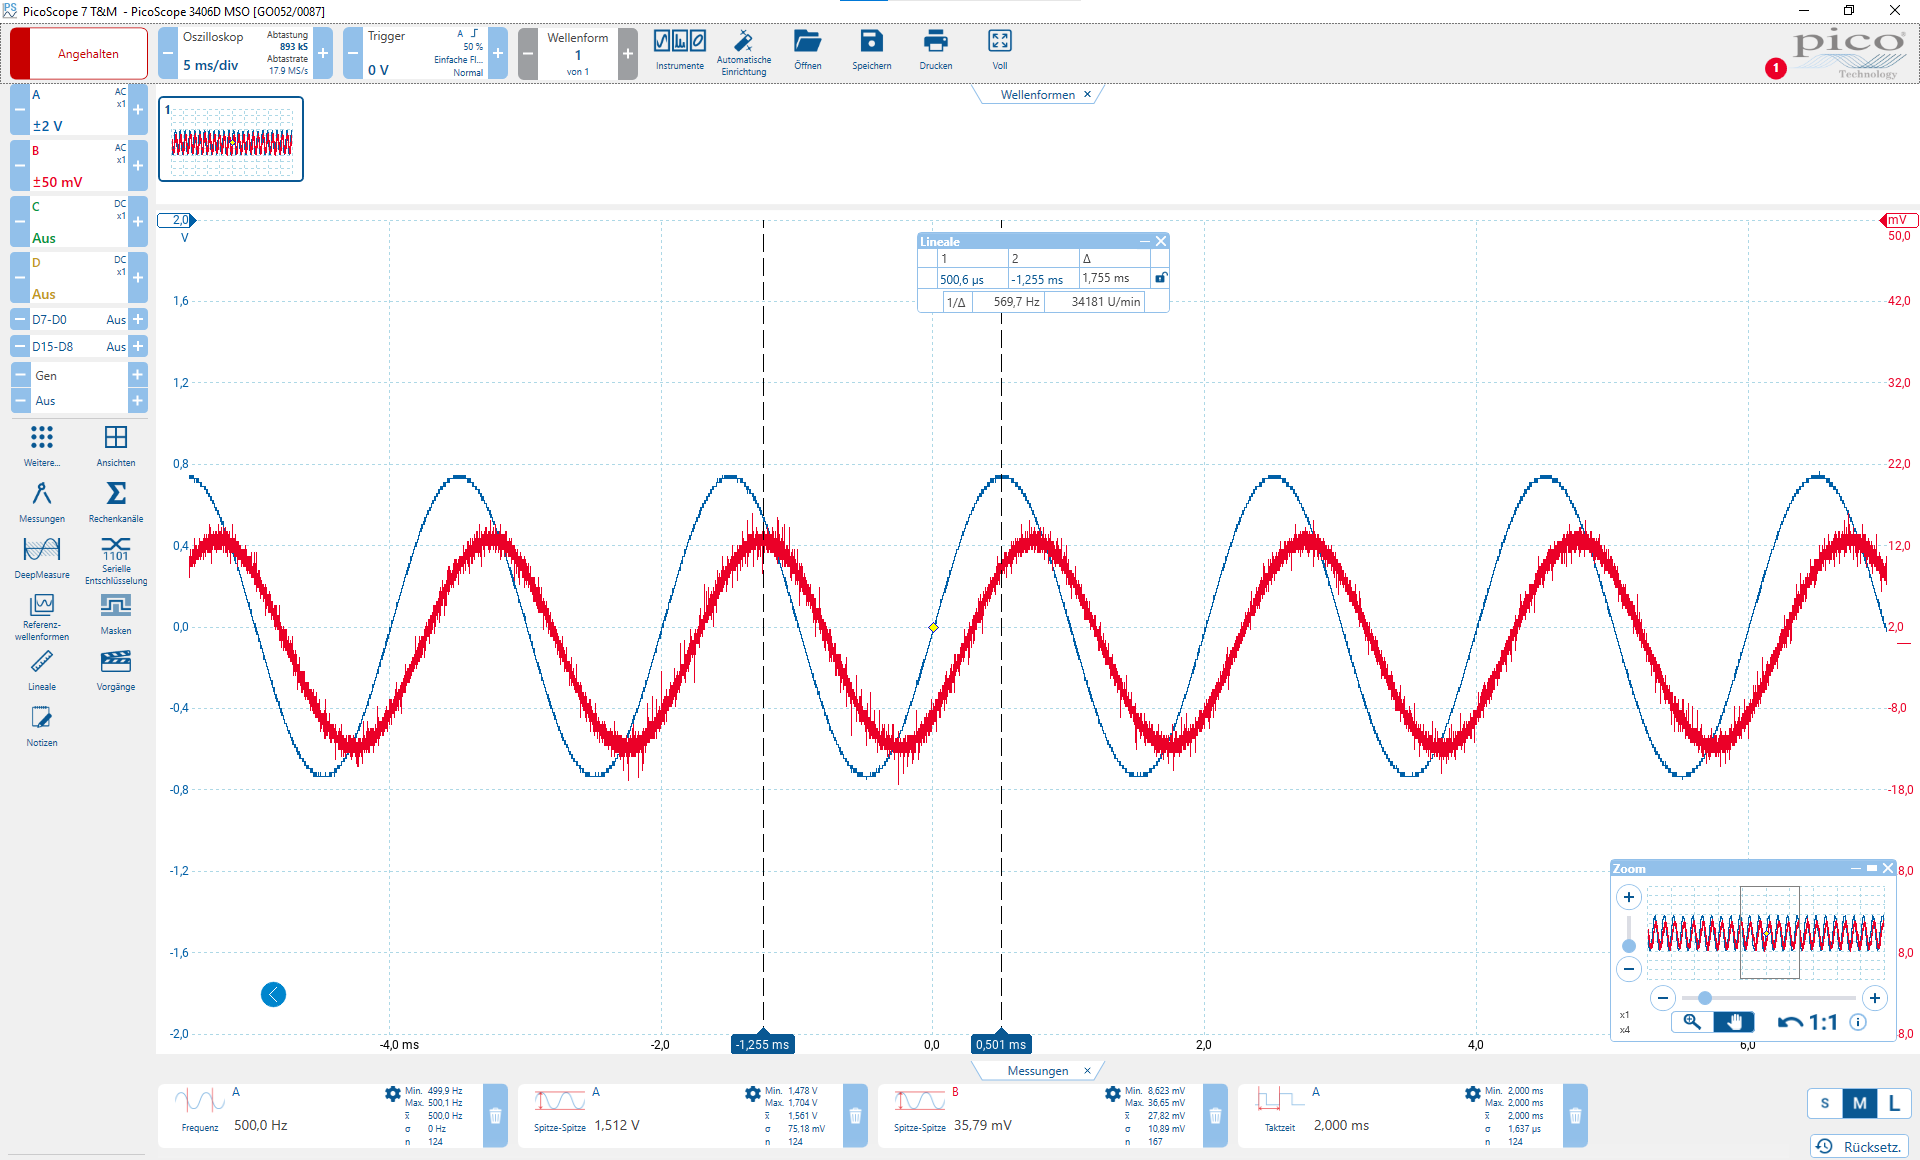 PicoScope 7 T&M - PicoScope 3406D MSO [GO052/0087]
Angehalten
Oszilloskop
5 ms/div
Abtastung
893 kS
Abtastrate
17.9 MS/s
Trigger
0 V
A
50 %
Einfache Fl...
Normal
Wellenform
1
von 1
Instrumente
Automatische
Einrichtung
Öffnen
Speichern
Drucken
Voll
1
pico
Technology
A
AC
x1
±2 V
B
AC
x1
±50 mV
C
DC
x1
Aus
D
DC
x1
Aus
D7-D0 Aus
D15-D8 Aus
Gen
Aus
Weitere...
Ansichten
Messungen
Rechenkanäle
DeepMeasure
1101
Serielle
Entschlüsselung
Referenz-
wellenformen
Masken
Lineale
Vorgänge
Notizen
Wellenformen ×
1
2,0
V
1,6
1,2
0,8
0,4
0,0
-0,4
-0,8
-1,2
-1,6
-2,0
mV
50,0
42,0
32,0
22,0
12,0
2,0
-8,0
-18,0
8,0
8,0
8,0
Lineale
1 2 Δ
500,6 µs -1,255 ms 1,755 ms
1/Δ 569,7 Hz 34181 U/min
Zoom
x1
x4
1:1
-4,0 ms
-2,0
-1,255 ms
0,0
0,501 ms
2,0
4,0
6,0
Messungen ×
A
Frequenz 500,0 Hz
Min. 499,9 Hz
Max. 500,1 Hz
x̄ 500,0 Hz
σ 0 Hz
n 124
A
Spitze-Spitze 1,512 V
Min. 1,478 V
Max. 1,704 V
x̄ 1,561 V
σ 75,18 mV
n 124
B
Spitze-Spitze 35,79 mV
Min. 8,623 mV
Max. 36,65 mV
x̄ 27,82 mV
σ 10,89 mV
n 167
A
Taktzeit 2,000 ms
Min. 2,000 ms
Max. 2,000 ms
x̄ 2,000 ms
σ 1,637 µs
n 124
S M L
Rücksetz.